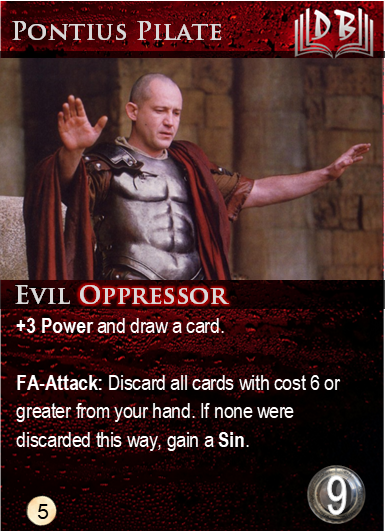 Pontius Pilate
DB
Evil Oppressor
+3 Power and draw a card.
FA-Attack: Discard all cards with cost 6 or
greater from your hand. If none were
discarded this way, gain a Sin.
5
9